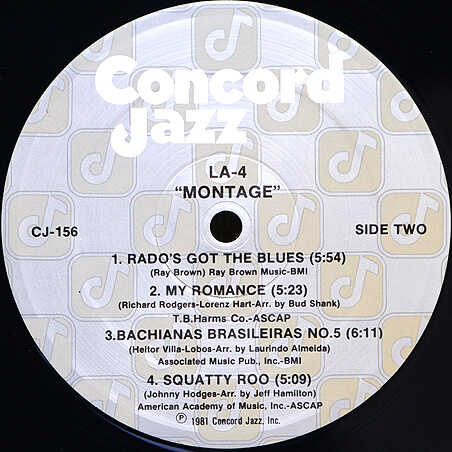 Concord
Jazz
LA-4
"MONTAGE"
CJ-156
SIDE TWO
1. RADO'S GOT THE BLUES (5:54)
(Ray Brown) Ray Brown Music-BMI
2. MY ROMANCE (5:23)
(Richard Rodgers-Lorenz Hart-Arr. by Bud Shank)
T.B.Harms Co.-ASCAP
3.BACHIANAS BRASILEIRAS NO.5 (6:11)
(Heitor Villa-Lobos-Arr. by Laurindo Almeida)
Associated Music Pub., Inc.-BMI
4. SQUATTY ROO (5:09)
(Johnny Hodges-Arr. by Jeff Hamilton)
American Academy of Music, Inc.-ASCAP
℗ 1981 Concord Jazz, Inc.